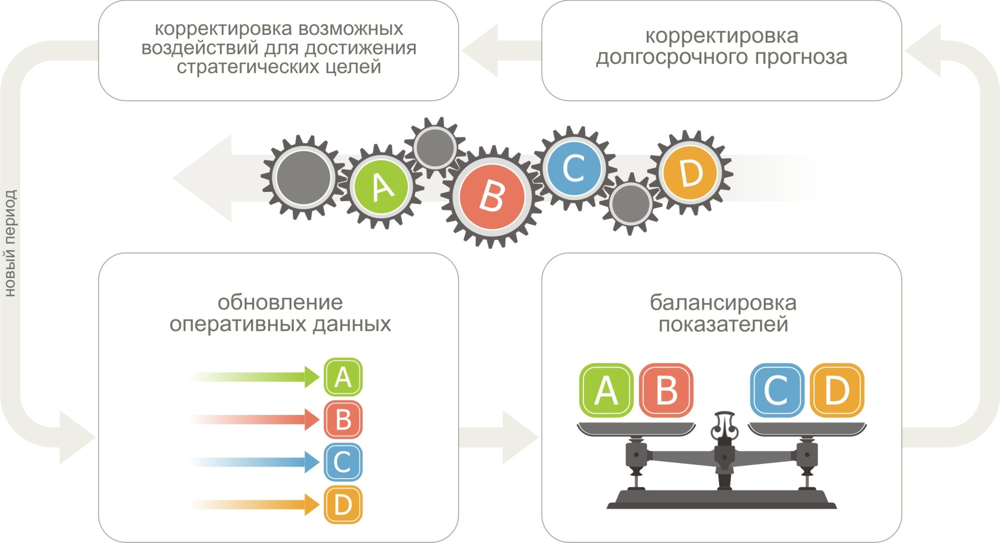 корректировка возможных
воздействий для достижения
стратегических целей
корректировка
долгосрочного прогноза
A
B
C
D
новый период
обновление
оперативных данных
A
B
C
D
балансировка
показателей
A B C D